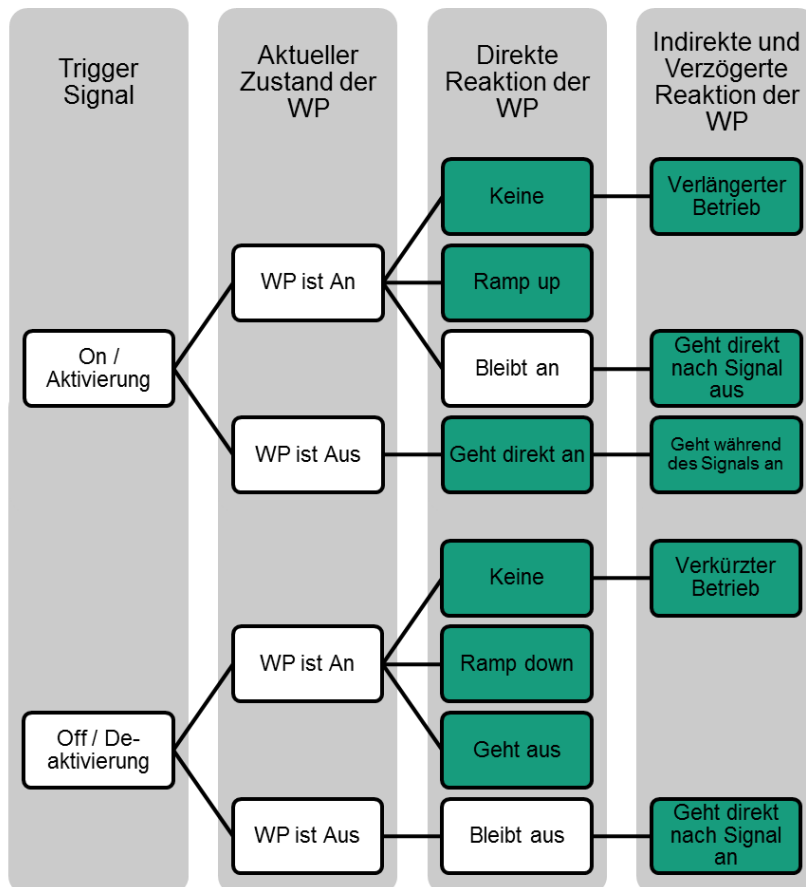 Trigger
Signal
Aktueller
Zustand der
WP
Direkte
Reaktion der
WP
Indirekte und
Verzögerte
Reaktion der
WP
On /
Aktivierung
WP ist An
Keine
Verlängerter
Betrieb
Ramp up
Bleibt an
Geht direkt
nach Signal
aus
WP ist Aus
Geht direkt an
Geht während
des Signals an
Off / De-
aktivierung
WP ist An
Keine
Verkürzter
Betrieb
Ramp down
Geht aus
WP ist Aus
Bleibt aus
Geht direkt
nach Signal
an